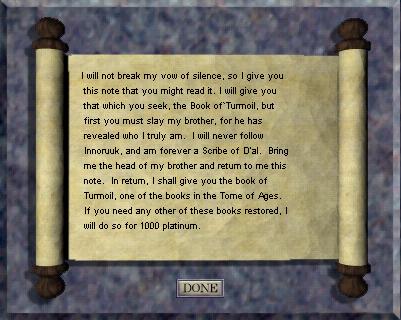 I will not break my vow of silence, so I give you
this note that you might read it. I will give you
that which you seek, the Book of Turmoil, but
first you must slay my brother, for he has
revealed who I truly am.  I will never follow
Innoruuk, and am forever a Scribe of D'al.  Bring
me the head of my brother and return to me this
note.  In return, I shall give you the book of
Turmoil, one of the books in the Tome of Ages.
If you need any other of these books restored, I
will do so for 1000 platinum.
DONE